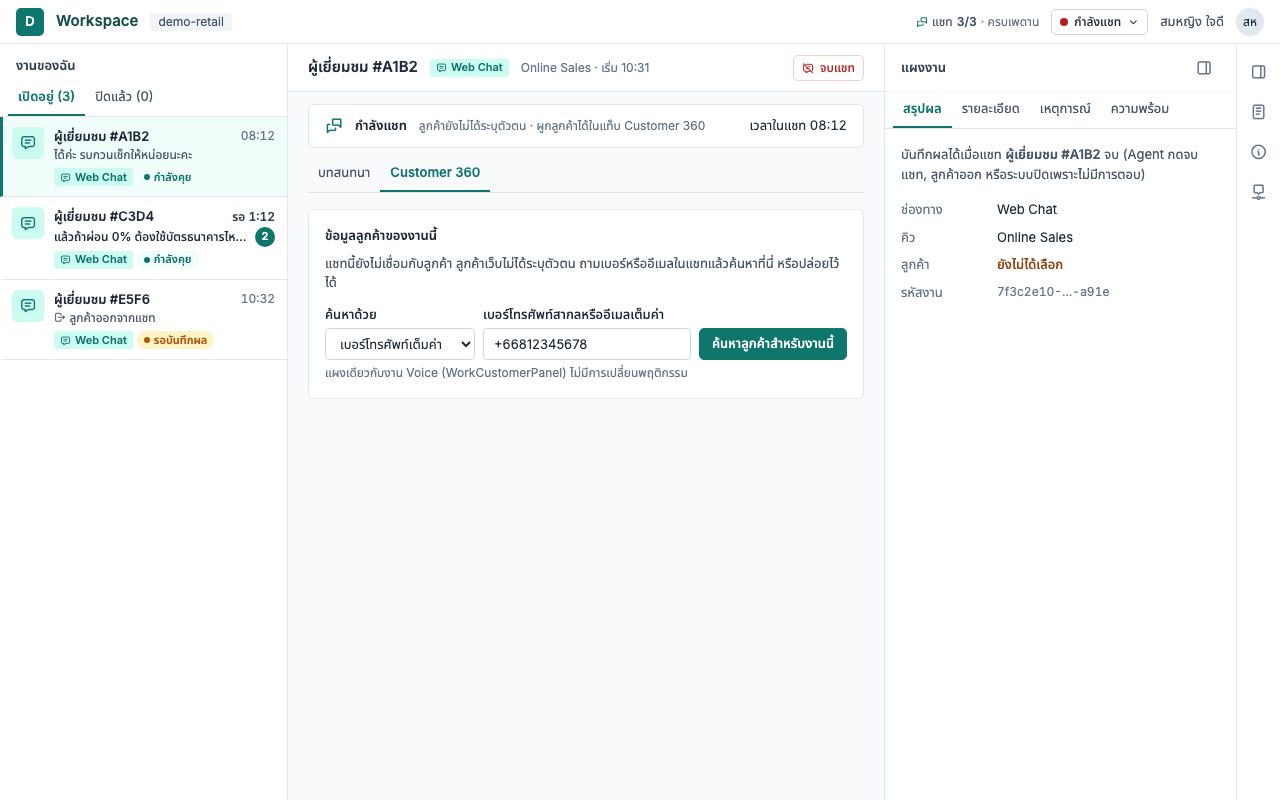 D Workspace demo-retail แชท 3/3 · ครบเพดาน กำลังแชท สมหญิง ใจดี สห
งานของฉัน
เปิดอยู่ (3) ปิดแล้ว (0)
ผู้เยี่ยมชม #A1B2 08:12
ได้ค่ะ รบกวนเช็กให้หน่อยนะคะ
Web Chat กำลังคุย
ผู้เยี่ยมชม #C3D4 รอ 1:12
แล้วถ้าผ่อน 0% ต้องใช้บัตรธนาคารไห... 2
Web Chat กำลังคุย
ผู้เยี่ยมชม #E5F6 10:32
ลูกค้าออกจากแชท
Web Chat รอบันทึกผล
ผู้เยี่ยมชม #A1B2 Web Chat Online Sales · เริ่ม 10:31 จบแชท
กำลังแชท ลูกค้ายังไม่ได้ระบุตัวตน · ผูกลูกค้าได้ในแท็บ Customer 360 เวลาในแชท 08:12
บทสนทนา Customer 360
ข้อมูลลูกค้าของงานนี้
แชทนี้ยังไม่เชื่อมกับลูกค้า ลูกค้าเว็บไม่ได้ระบุตัวตน ถามเบอร์หรืออีเมลในแชทแล้วค้นหาที่นี่ หรือปล่อยไว้
ได้
ค้นหาด้วย เบอร์โทรศัพท์สากลหรืออีเมลเต็มค่า
เบอร์โทรศัพท์เต็มค่า +66812345678 ค้นหาลูกค้าสำหรับงานนี้
แผงเดียวกับงาน Voice (WorkCustomerPanel) ไม่มีการเปลี่ยนพฤติกรรม
แผงงาน
สรุปผล รายละเอียด เหตุการณ์ ความพร้อม
บันทึกผลได้เมื่อแชท ผู้เยี่ยมชม #A1B2 จบ (Agent กดจบ
แชท, ลูกค้าออก หรือระบบปิดเพราะไม่มีการตอบ)
ช่องทาง Web Chat
คิว Online Sales
ลูกค้า ยังไม่ได้เลือก
รหัสงาน 7f3c2e10-...-a91e